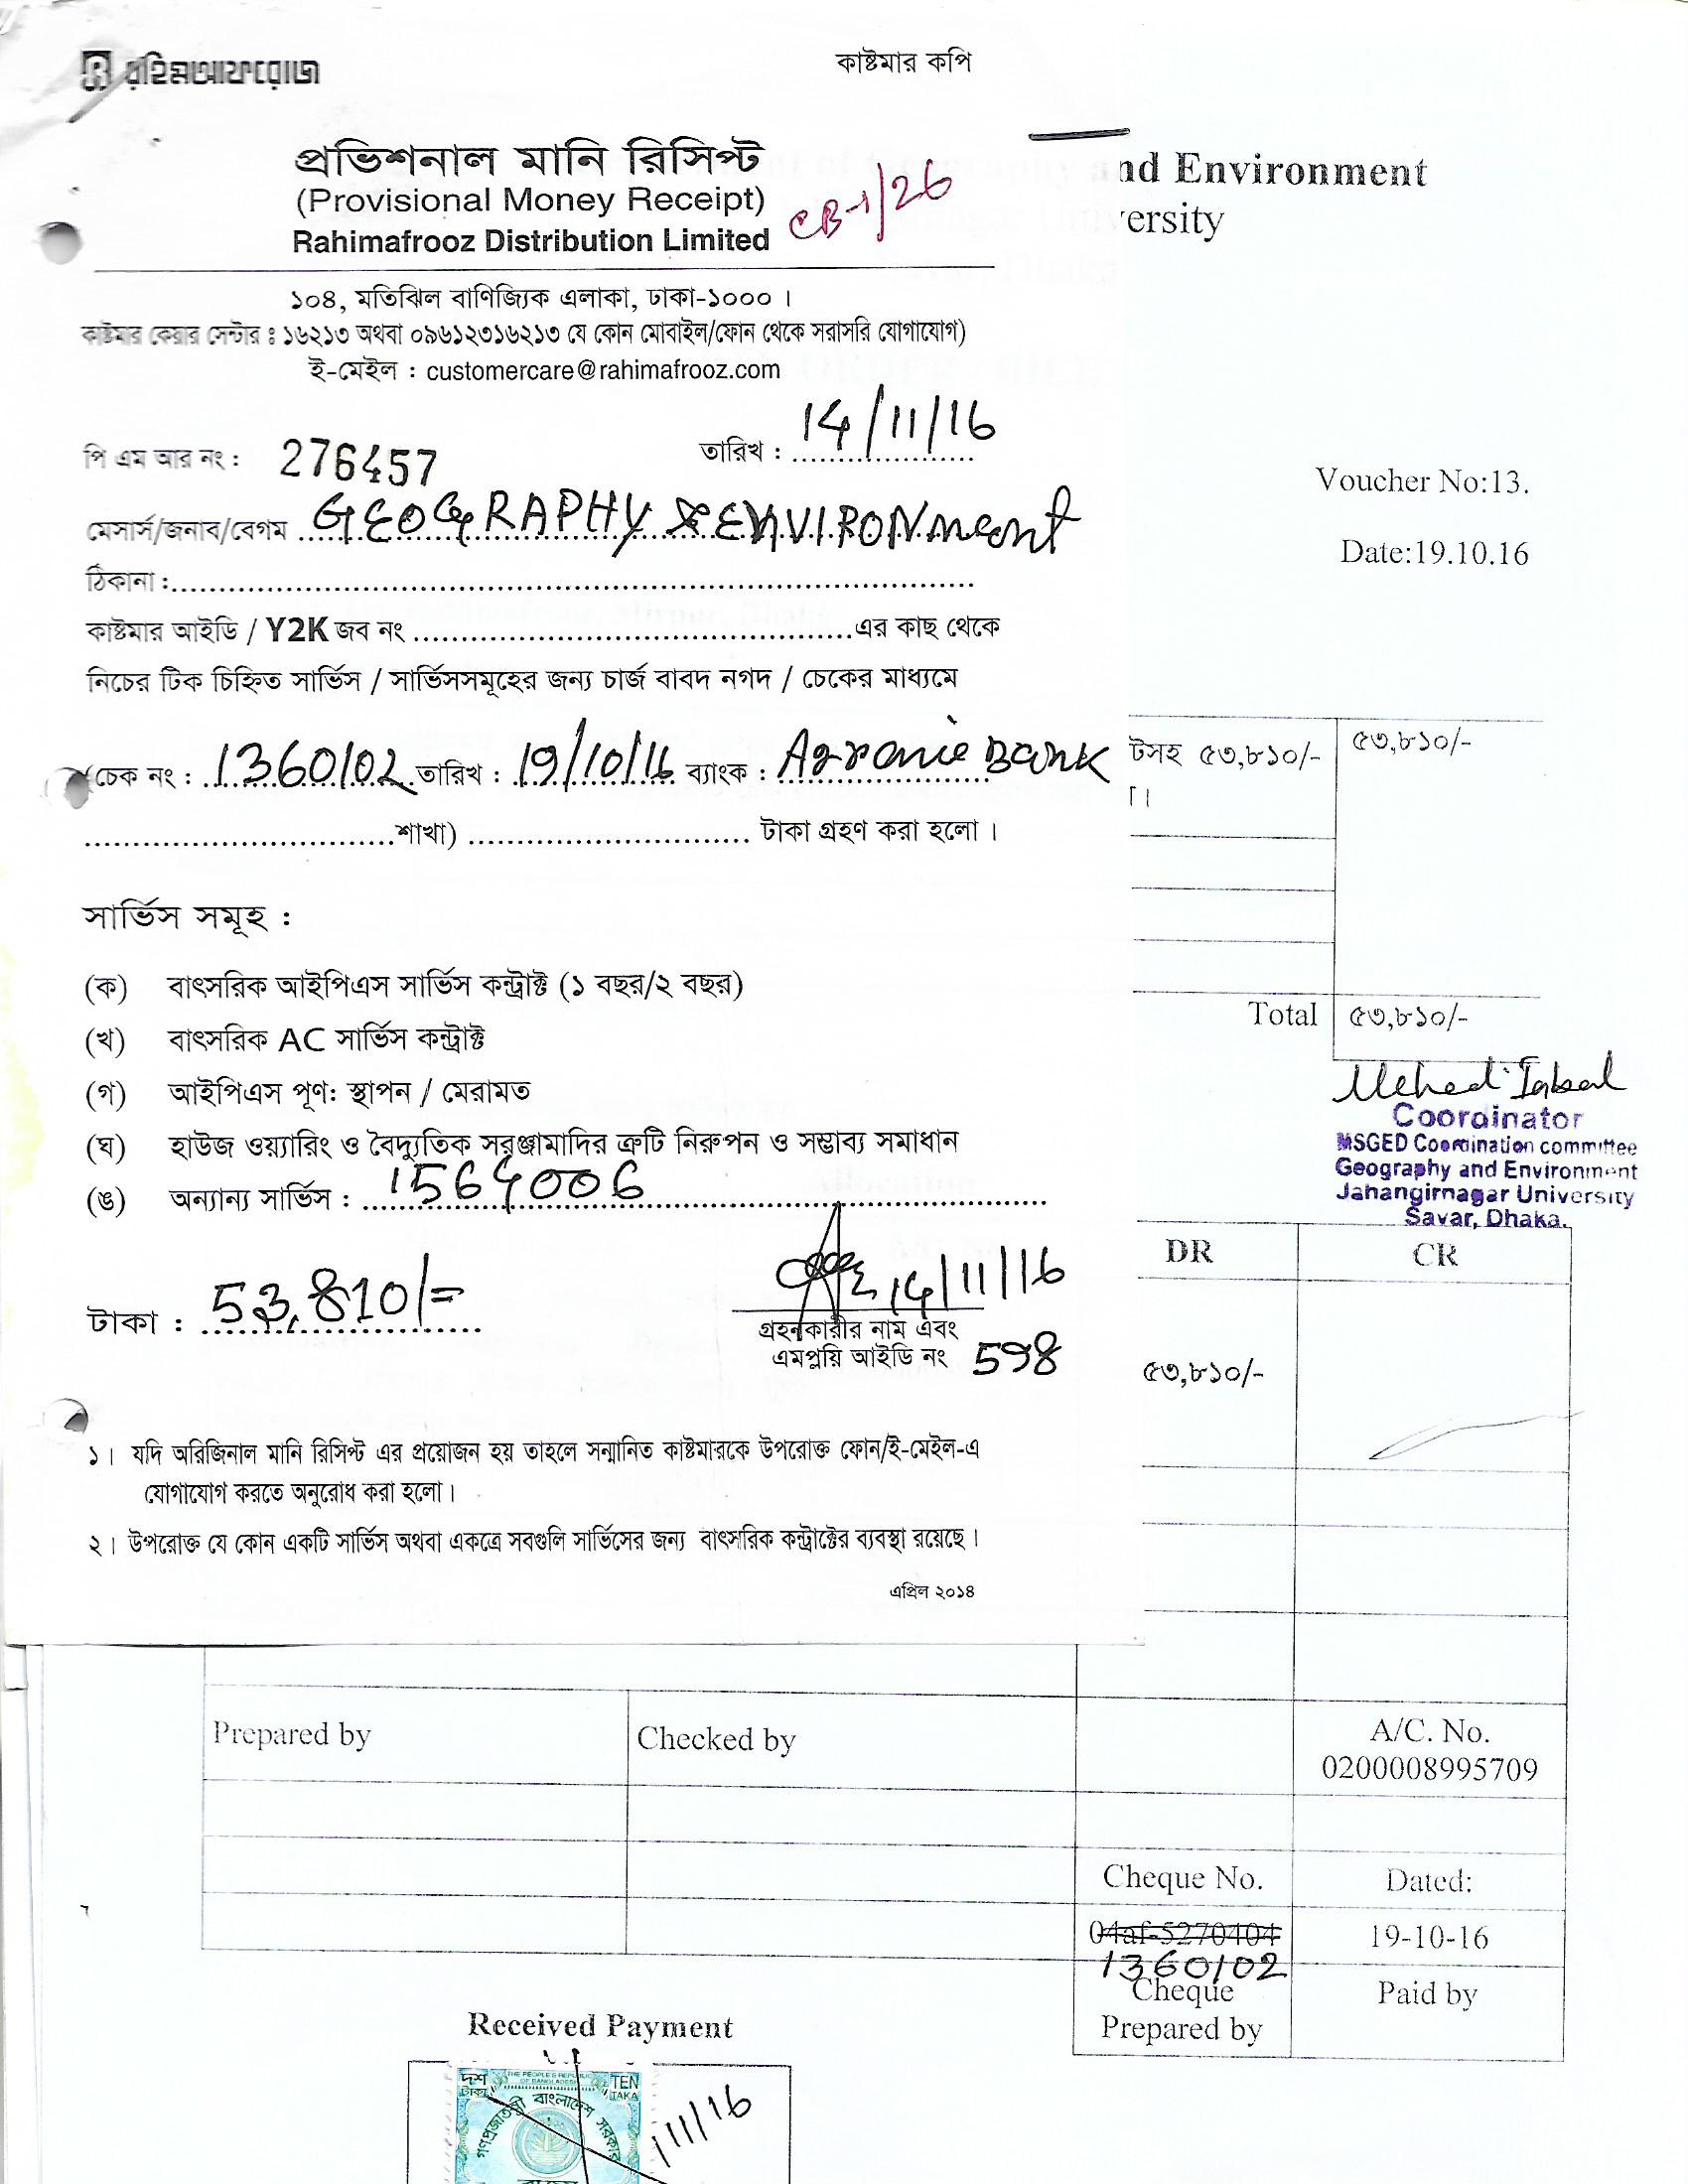 রহিমআফরোজ
কাষ্টমার কপি
প্রভিশনাল মানি রিসিপ্ট
(Provisional Money Receipt)
Rahimafrooz Distribution Limited
CB-1/26
nd Environment
ersity
১০৪, মতিঝিল বাণিজ্যিক এলাকা, ঢাকা-১০০০ ।
কাষ্টমার কেয়ার সেন্টার ঃ ১৬২১৩ অথবা ০৯৬১২৩১৬২১৩ যে কোন মোবাইল/ফোন থেকে সরাসরি যোগাযোগ)
ই-মেইল : customercare@rahimafrooz.com
পি এম আর নং : 276457 তারিখ : 14/11/16
Voucher No:13.
মেসার্স/জনাব/বেগম GEOGRAPHY & ENVIRONment
Date:19.10.16
ঠিকানা :
কাষ্টমার আইডি / Y2K জব নং এর কাছ থেকে
নিচের টিক চিহ্নিত সার্ভিস / সার্ভিসসমূহের জন্য চার্জ বাবদ নগদ / চেকের মাধ্যমে
(চেক নং : 1360102 তারিখ : 19/10/16 ব্যাংক : Agranie Bank
টসহ ৫৩,৮১০/- ৫৩,৮১০/-
শাখা) টাকা গ্রহণ করা হলো ।
সার্ভিস সমূহ :
(ক) বাৎসরিক আইপিএস সার্ভিস কন্ট্রাক্ট (১ বছর/২ বছর)
Total ৫৩,৮১০/-
(খ) বাৎসরিক AC সার্ভিস কন্ট্রাক্ট
(গ) আইপিএস পূণ: স্থাপন / মেরামত
Mehedi Iqbal
Coordinator
MSGED Coordination committee
Geography and Environment
Jahangirnagar University
Savar, Dhaka.
(ঘ) হাউজ ওয়্যারিং ও বৈদ্যুতিক সরঞ্জামাদির ত্রুটি নিরুপন ও সম্ভাব্য সমাধান
(ঙ) অন্যান্য সার্ভিস : 1564006
DR CR
টাকা : 53,810/=
14/11/16
গ্রহনকারীর নাম এবং
এমপ্লয়ি আইডি নং 598
৫৩,৮১০/-
১। যদি অরিজিনাল মানি রিসিপ্ট এর প্রয়োজন হয় তাহলে সন্মানিত কাষ্টমারকে উপরোক্ত ফোন/ই-মেইল-এ
যোগাযোগ করতে অনুরোধ করা হলো।
২। উপরোক্ত যে কোন একটি সার্ভিস অথবা একত্রে সবগুলি সার্ভিসের জন্য বাৎসরিক কন্ট্রাক্টের ব্যবস্থা রয়েছে।
এপ্রিল ২০১৪
Prepared by Checked by A/C. No.
0200008995709
Cheque No. Dated:
04af-5270404 19-10-16
1360102
Cheque Paid by
Prepared by
Received Payment
দশ টাকা
THE PEOPLE'S REPUBLIC OF BANGLADESH
TEN TAKA
গণপ্রজাতন্ত্রী বাংলাদেশ সরকার
/11/16